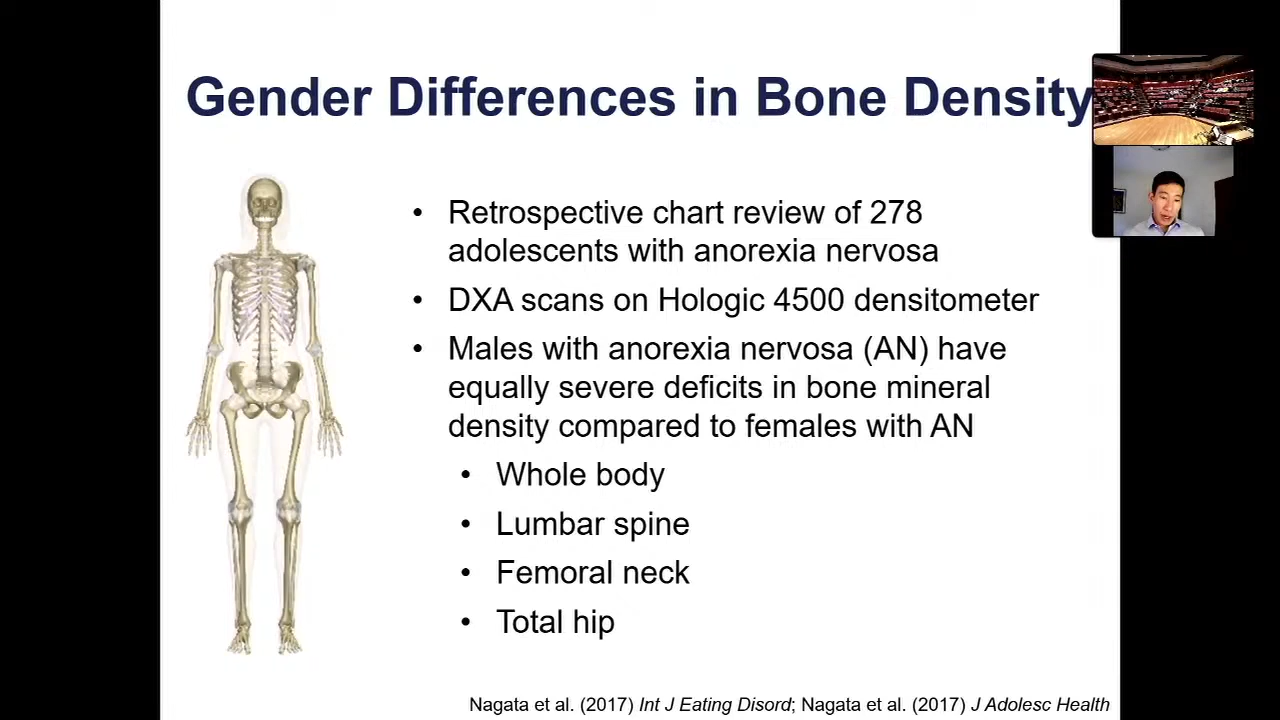 Gender Differences in Bone Density
• Retrospective chart review of 278
adolescents with anorexia nervosa
• DXA scans on Hologic 4500 densitometer
• Males with anorexia nervosa (AN) have
equally severe deficits in bone mineral
density compared to females with AN
• Whole body
• Lumbar spine
• Femoral neck
• Total hip
Nagata et al. (2017) Int J Eating Disord; Nagata et al. (2017) J Adolesc Health